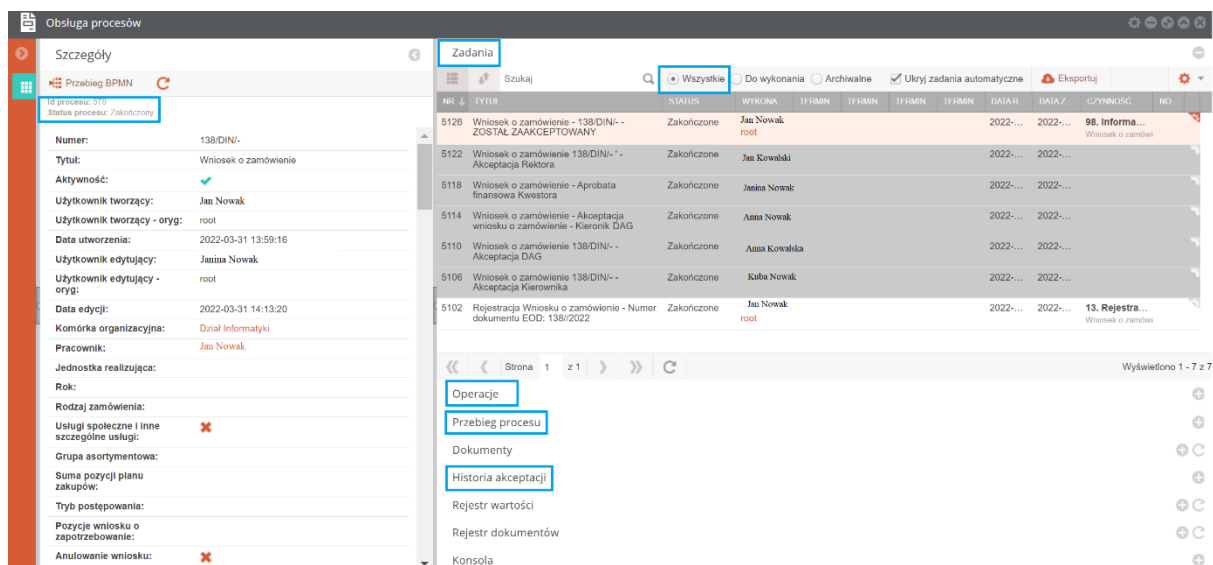 Obsługa procesów
Szczegóły
Przebieg BPMN
Id procesu: 578
Status procesu: Zakończony
Numer: 138/DIN/-
Tytuł: Wniosek o zamówienie
Aktywność:
Użytkownik tworzący: Jan Nowak
Użytkownik tworzący - oryg: root
Data utworzenia: 2022-03-31 13:59:16
Użytkownik edytujący: Janina Nowak
Użytkownik edytujący - root
oryg:
Data edycji: 2022-03-31 14:13:20
Komórka organizacyjna: Dział Informatyki
Pracownik: Jan Nowak
Jednostka realizująca:
Rok:
Rodzaj zamówienia:
Usługi społeczne i inne
szczególne usługi:
Grupa asortymentowa:
Suma pozycji planu
zakupów:
Tryb postępowania:
Pozycje wniosku o
zapotrzebowanie:
Anulowanie wniosku:
Zadania
Szukaj Wszystkie Do wykonania Archiwalne Ukryj zadania automatyczne Eksportuj
NR TYTUŁ STATUS WYKONA TERMIN TERMIN TERMIN TERMIN DATA R DATA Z CZYNNOŚĆ NO
5126 Wniosek o zamówienie - 138/DIN/- - Zakończone Jan Nowak 2022-... 2022-... 98. Informa...
ZOSTAŁ ZAAKCEPTOWANY root Wniosek o zamówi
5122 Wniosek o zamówienie 138/DIN/- ' - Zakończone Jan Kowalski 2022-... 2022-...
Akceptacja Rektora
5118 Wniosek o zamówienie - Aprobata Zakończone Janina Nowak 2022-... 2022-...
finansowa Kwestora
5114 Wniosek o zamówienie - Akceptacja Zakończone Anna Nowak 2022-... 2022-...
wniosku o zamówienie - Kieronik DAG
5110 Wniosek o zamówienie 138/DIN/- - Zakończone Anna Kowalska 2022-... 2022-...
Akceptacja DAG
5106 Wniosek o zamówienie 138/DIN/- - Zakończone Kuba Nowak 2022-... 2022-...
Akceptacja Kierownika
5102 Rejestracja Wniosku o zamówienie - Numer Zakończone Jan Nowak 2022-... 2022-... 13. Rejestra...
dokumentu EOD: 138//2022 root Wniosek o zamówi
Strona 1 z 1 Wyświetlono 1 - 7 z 7
Operacje
Przebieg procesu
Dokumenty
Historia akceptacji
Rejestr wartości
Rejestr dokumentów
Konsola